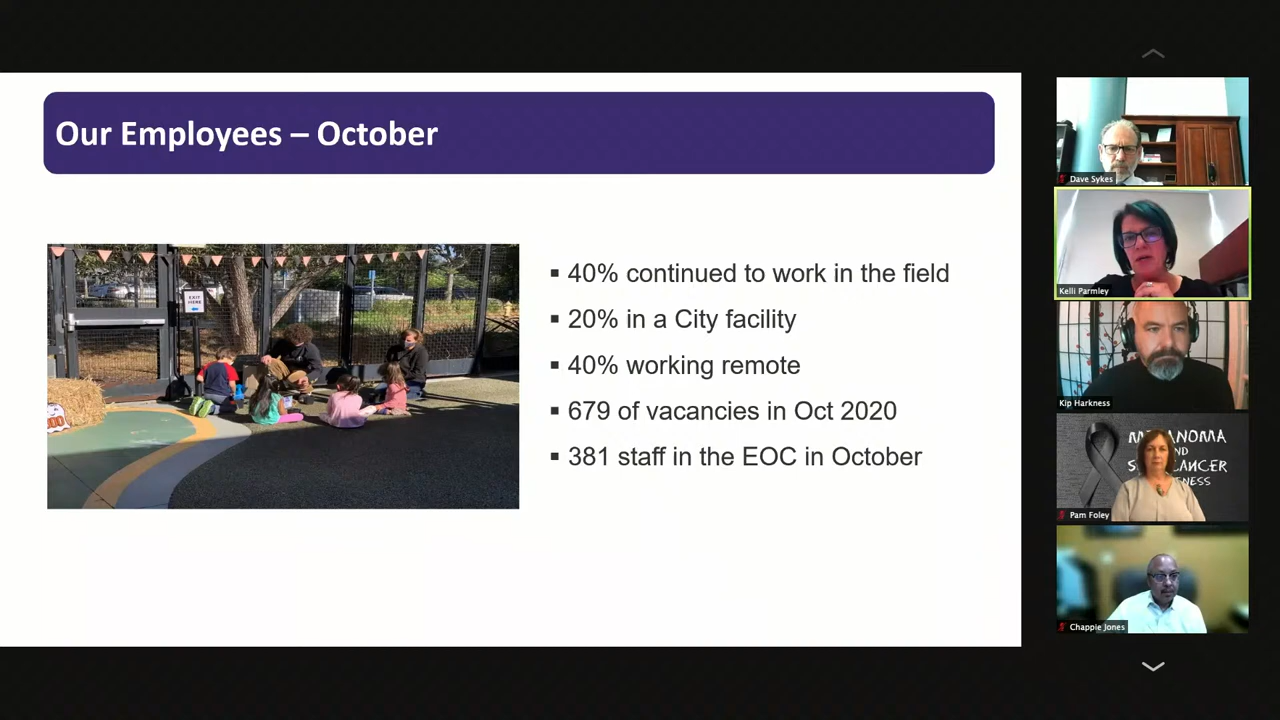 Our Employees – October
EXIT
HERE
▪ 40% continued to work in the field
▪ 20% in a City facility
▪ 40% working remote
▪ 679 of vacancies in Oct 2020
▪ 381 staff in the EOC in October
Dave Sykes
Kelli Parmley
Kip Harkness
Pam Foley
Chappie Jones